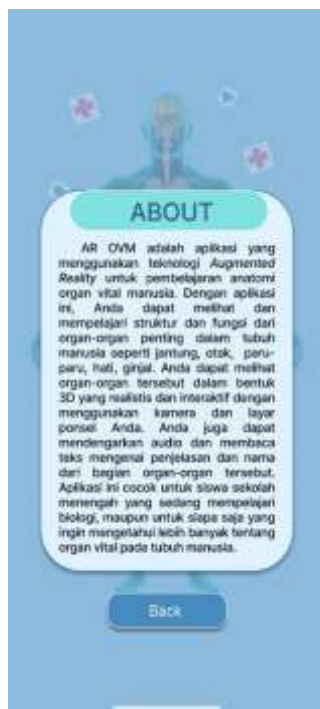 ABOUT
AR OVM adalah aplikasi yang
menggunakan teknologi Augmented
Reality untuk pembelajaran anatomi
organ vital manusia. Dengan aplikasi
ini, Anda dapat melihat dan
mempelajari struktur dan fungsi dari
organ-organ penting dalam tubuh
manusia seperti jantung, otak, paru-
paru, hati, ginjal. Anda dapat melihat
organ-organ tersebut dalam bentuk
3D yang realistis dan interaktif dengan
menggunakan kamera dan layar
ponsel Anda. Anda juga dapat
mendengarkan audio dan membaca
teks mengenai penjelasan dan nama
dari bagian organ-organ tersebut.
Aplikasi ini cocok untuk siswa sekolah
menengah yang sedang mempelajari
biologi, maupun untuk siapa saja yang
ingin mengetahui lebih banyak tentang
organ vital pada tubuh manusia.
Back